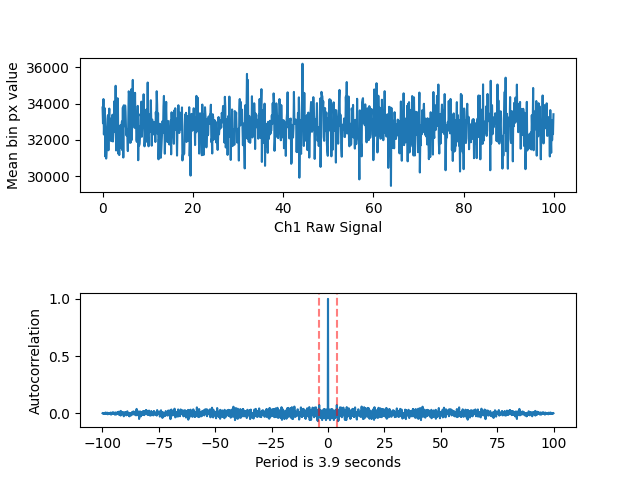 36000
34000
32000
30000
Mean bin px value
0 20 40 60 80 100
Ch1 Raw Signal
1.0
0.5
0.0
Autocorrelation
−100 −75 −50 −25 0 25 50 75 100
Period is 3.9 seconds